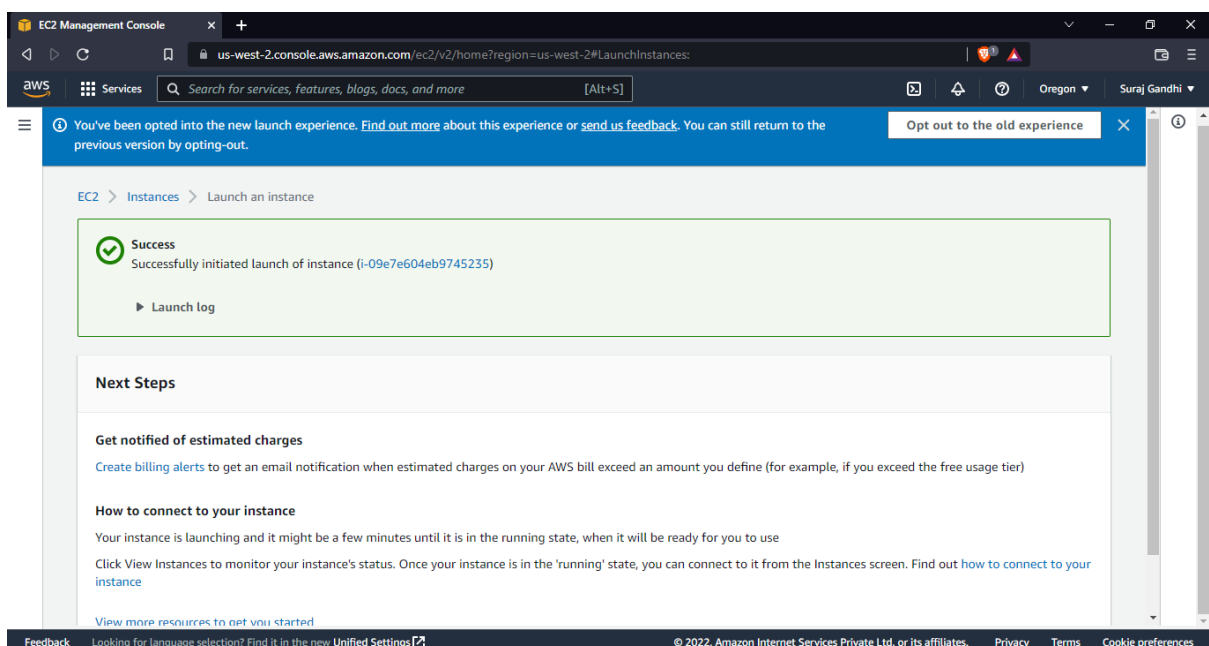 EC2 Management Console
us-west-2.console.aws.amazon.com/ec2/v2/home?region=us-west-2#LaunchInstances:
1
aws Services Search for services, features, blogs, docs, and more [Alt+S] Oregon Suraj Gandhi
You've been opted into the new launch experience. Find out more about this experience or send us feedback. You can still return to the
previous version by opting-out.
Opt out to the old experience
EC2 > Instances > Launch an instance
Success
Successfully initiated launch of instance (i-09e7e604eb9745235)
Launch log
Next Steps
Get notified of estimated charges
Create billing alerts to get an email notification when estimated charges on your AWS bill exceed an amount you define (for example, if you exceed the free usage tier)
How to connect to your instance
Your instance is launching and it might be a few minutes until it is in the running state, when it will be ready for you to use
Click View Instances to monitor your instance's status. Once your instance is in the 'running' state, you can connect to it from the Instances screen. Find out how to connect to your
instance
View more resources to get you started
Feedback Looking for language selection? Find it in the new Unified Settings © 2022, Amazon Internet Services Private Ltd. or its affiliates. Privacy Terms Cookie preferences